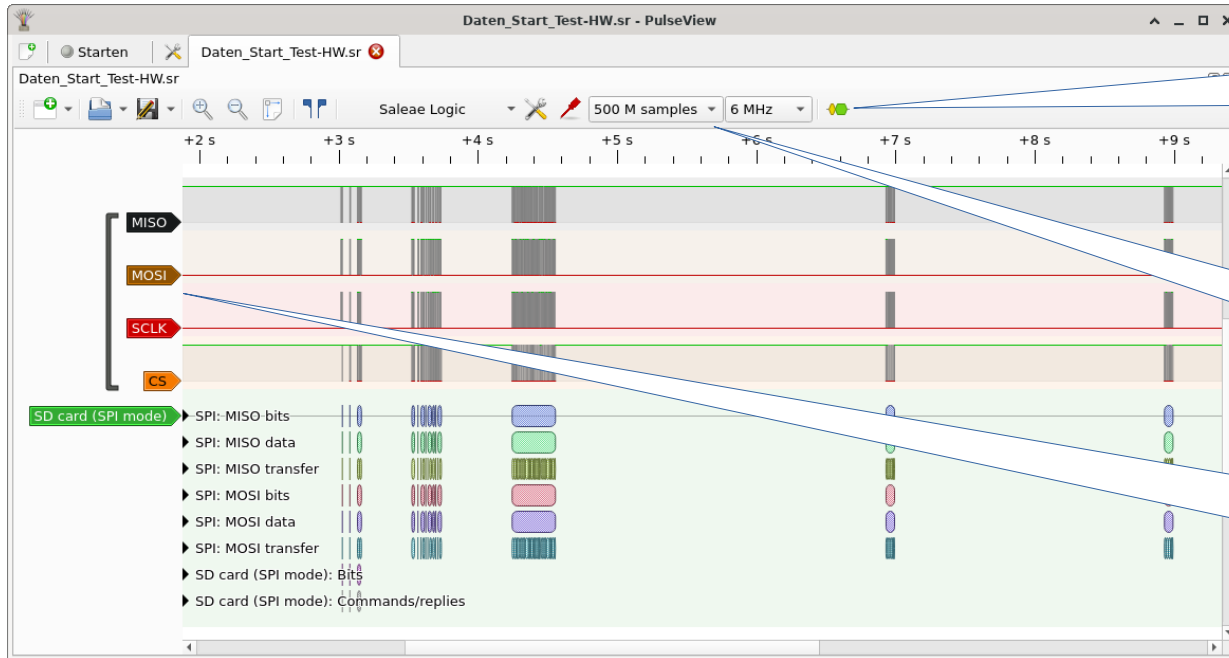 Daten_Start_Test-HW.sr - PulseView
Starten
Daten_Start_Test-HW.sr
Daten_Start_Test-HW.sr
Saleae Logic
500 M samples
6 MHz
+2 s +3 s +4 s +5 s +6 s +7 s +8 s +9 s
MISO
MOSI
SCLK
CS
SD card (SPI mode)
SPI: MISO bits
SPI: MISO data
SPI: MISO transfer
SPI: MOSI bits
SPI: MOSI data
SPI: MOSI transfer
SD card (SPI mode): Bits
SD card (SPI mode): Commands/replies